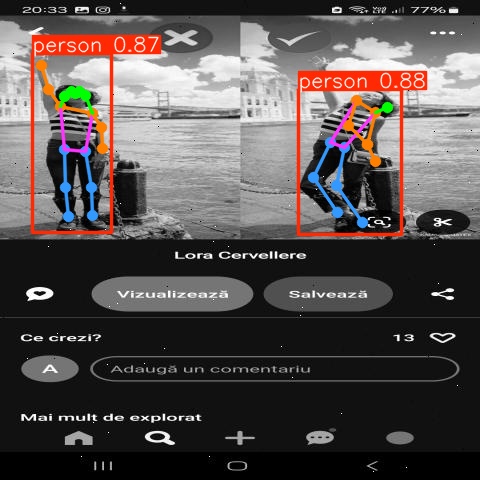 20:33
77%
person 0.87
person 0.88
Lora Cervellere
Vizualizează
Salvează
Ce crezi?
13
A
Adaugă un comentariu
Mai mult de explorat